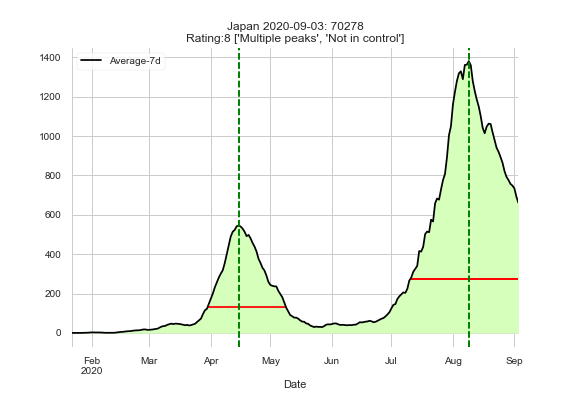 Japan 2020-09-03: 70278
Rating:8 ['Multiple peaks', 'Not in control']
Average-7d
1400
1200
1000
800
600
400
200
0
Feb Mar Apr May Jun Jul Aug Sep
2020
Date